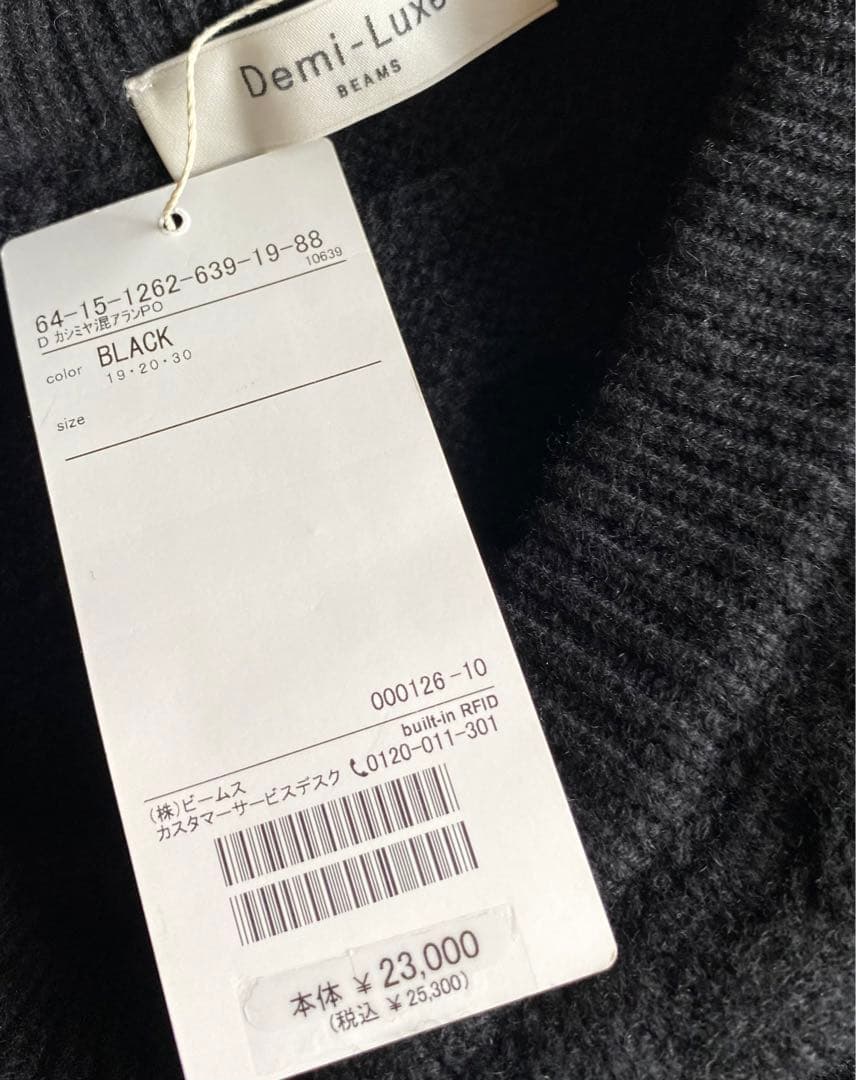 Demi-Luxe
BEAMS
64-15-1262-639-19-88
D カシミヤ混アランPO 10639
color BLACK
19・20・30
size
000126-10
built-in RFID
(株)ビームス
カスタマーサービスデスク 0120-011-301
本体 ¥23,000
(税込 ¥25,300)